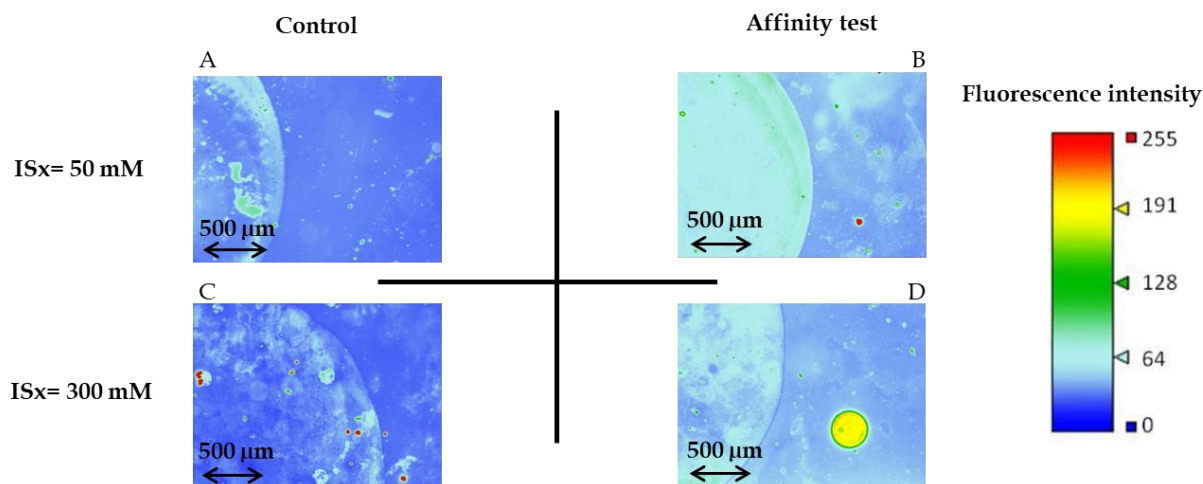 Control
Affinity test
A
B
Fluorescence intensity
ISx= 50 mM
500 µm
500 µm
255
191
128
64
0
C
D
ISx= 300 mM
500 µm
500 µm